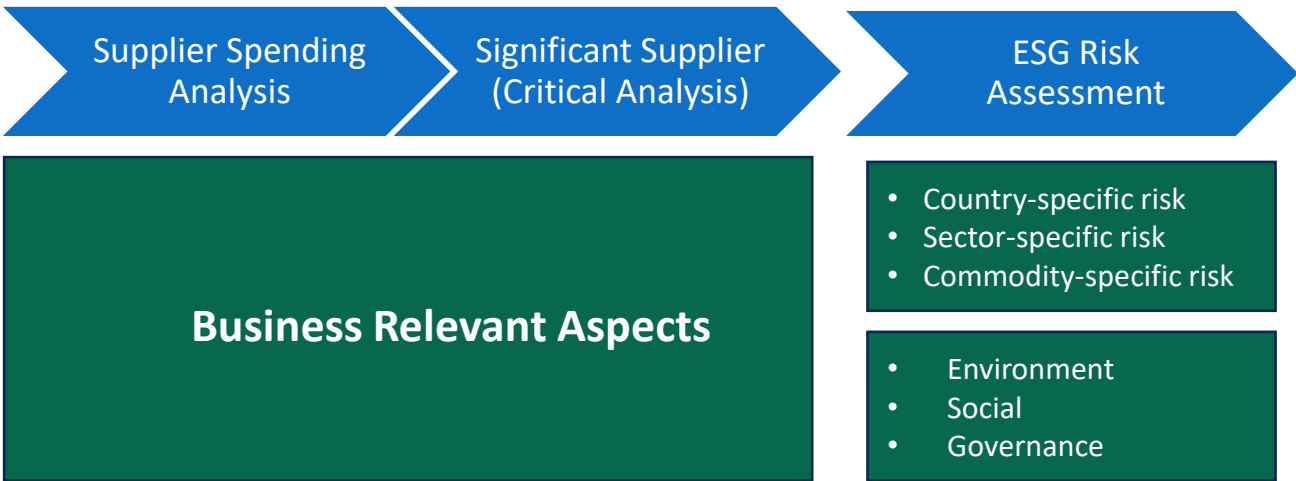 Supplier Spending
Analysis
Significant Supplier
(Critical Analysis)
ESG Risk
Assessment
Business Relevant Aspects
• Country-specific risk
• Sector-specific risk
• Commodity-specific risk
• Environment
• Social
• Governance